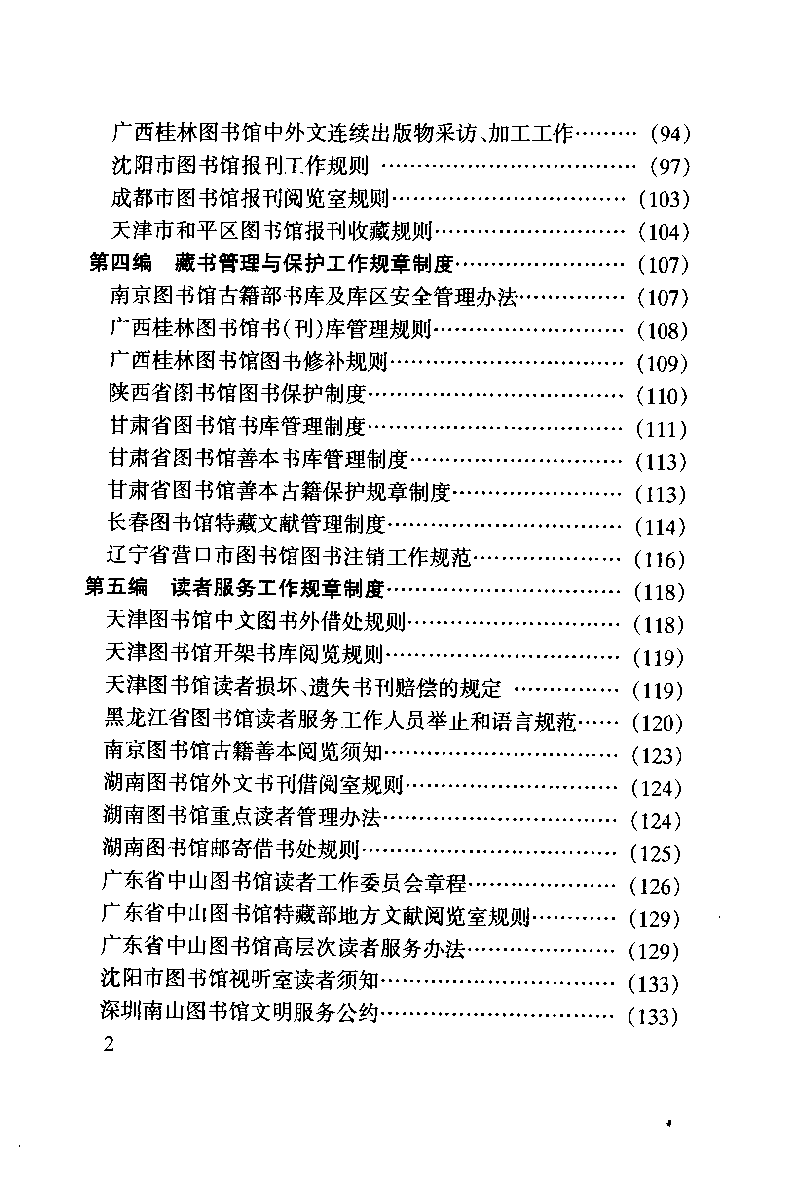 广西桂林图书馆中外文连续出版物采访、加工工作……… (94)
沈阳市图书馆报刊工作规则 ……………………………… (97)
成都市图书馆报刊阅览室规则…………………………… (103)
天津市和平区图书馆报刊收藏规则……………………… (104)
第四编　藏书管理与保护工作规章制度…………………… (107)
南京图书馆古籍部书库及库区安全管理办法…………… (107)
广西桂林图书馆书(刊)库管理规则……………………… (108)
广西桂林图书馆图书修补规则…………………………… (109)
陕西省图书馆图书保护制度……………………………… (110)
甘肃省图书馆书库管理制度……………………………… (111)
甘肃省图书馆善本书库管理制度………………………… (113)
甘肃省图书馆善本古籍保护规章制度…………………… (113)
长春图书馆特藏文献管理制度…………………………… (114)
辽宁省营口市图书馆图书注销工作规范………………… (116)
第五编　读者服务工作规章制度…………………………… (118)
天津图书馆中文图书外借处规则………………………… (118)
天津图书馆开架书库阅览规则…………………………… (119)
天津图书馆读者损坏、遗失书刊赔偿的规定 …………… (119)
黑龙江省图书馆读者服务工作人员举止和语言规范…… (120)
南京图书馆古籍善本阅览须知…………………………… (123)
湖南图书馆外文书刊借阅室规则………………………… (124)
湖南图书馆重点读者管理办法…………………………… (124)
湖南图书馆邮寄借书处规则……………………………… (125)
广东省中山图书馆读者工作委员会章程………………… (126)
广东省中山图书馆特藏部地方文献阅览室规则………… (129)
广东省中山图书馆高层次读者服务办法………………… (129)
沈阳市图书馆视听室读者须知…………………………… (133)
深圳南山图书馆文明服务公约…………………………… (133)
2